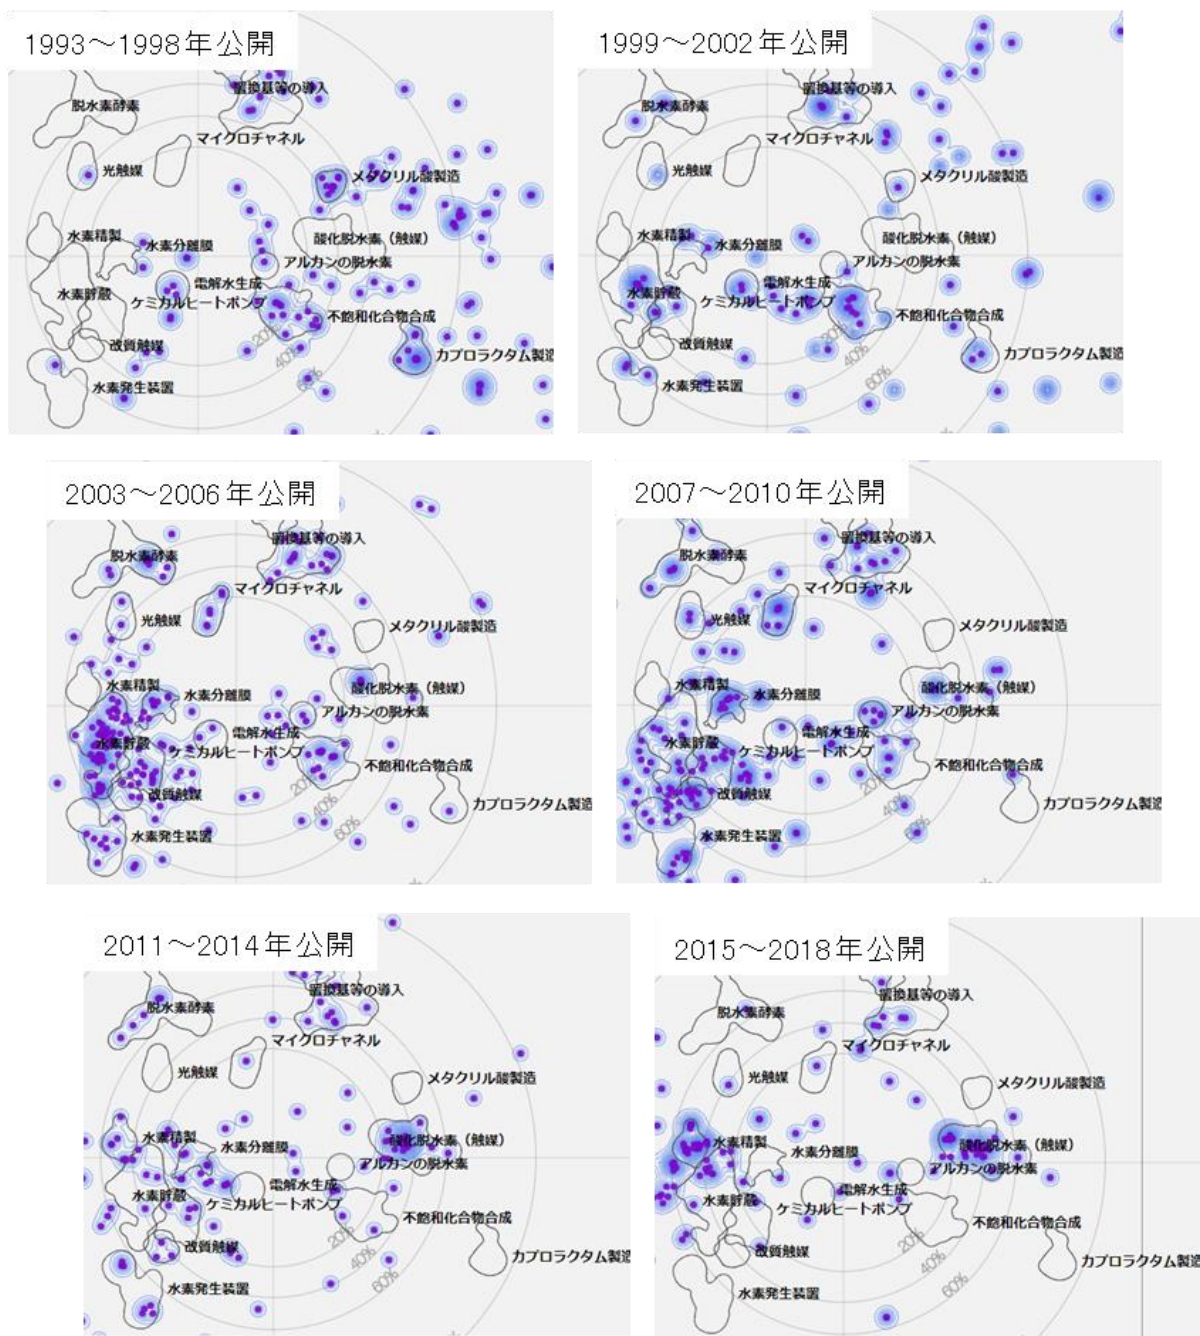 1993～1998年公開
置換基等の導入
脱水素酵素
マイクロチャネル
光触媒
メタクリル酸製造
水素精製
水素分離膜
酸化脱水素（触媒）
アルカンの脱水素
電解水生成
水素貯蔵
ケミカルヒートポンプ
不飽和化合物合成
20%
改質触媒
40%
カプロラクタム製造
60%
水素発生装置
1999～2002年公開
置換基等の導入
脱水素酵素
マイクロチャネル
光触媒
メタクリル酸製造
水素精製
水素分離膜
酸化脱水素（触媒）
アルカンの脱水素
電解水生成
水素貯蔵
ケミカルヒートポンプ
不飽和化合物合成
20%
改質触媒
40%
カプロラクタム製造
60%
水素発生装置
2003～2006年公開
置換基等の導入
脱水素酵素
マイクロチャネル
光触媒
メタクリル酸製造
水素精製
水素分離膜
酸化脱水素（触媒）
アルカンの脱水素
電解水生成
水素貯蔵
ケミカルヒートポンプ
不飽和化合物合成
20%
改質触媒
40%
カプロラクタム製造
60%
水素発生装置
2007～2010年公開
置換基等の導入
脱水素酵素
マイクロチャネル
光触媒
メタクリル酸製造
水素精製
水素分離膜
酸化脱水素（触媒）
アルカンの脱水素
電解水生成
水素貯蔵
ケミカルヒートポンプ
不飽和化合物合成
20%
改質触媒
40%
カプロラクタム製造
60%
水素発生装置
2011～2014年公開
置換基等の導入
脱水素酵素
マイクロチャネル
光触媒
メタクリル酸製造
水素精製
水素分離膜
酸化脱水素（触媒）
アルカンの脱水素
電解水生成
水素貯蔵
ケミカルヒートポンプ
不飽和化合物合成
20%
改質触媒
40%
カプロラクタム製造
60%
水素発生装置
2015～2018年公開
置換基等の導入
脱水素酵素
マイクロチャネル
光触媒
メタクリル酸製造
水素精製
水素分離膜
酸化脱水素（触媒）
アルカンの脱水素
電解水生成
水素貯蔵
ケミカルヒートポンプ
不飽和化合物合成
20%
改質触媒
40%
カプロラクタム製造
60%
水素発生装置